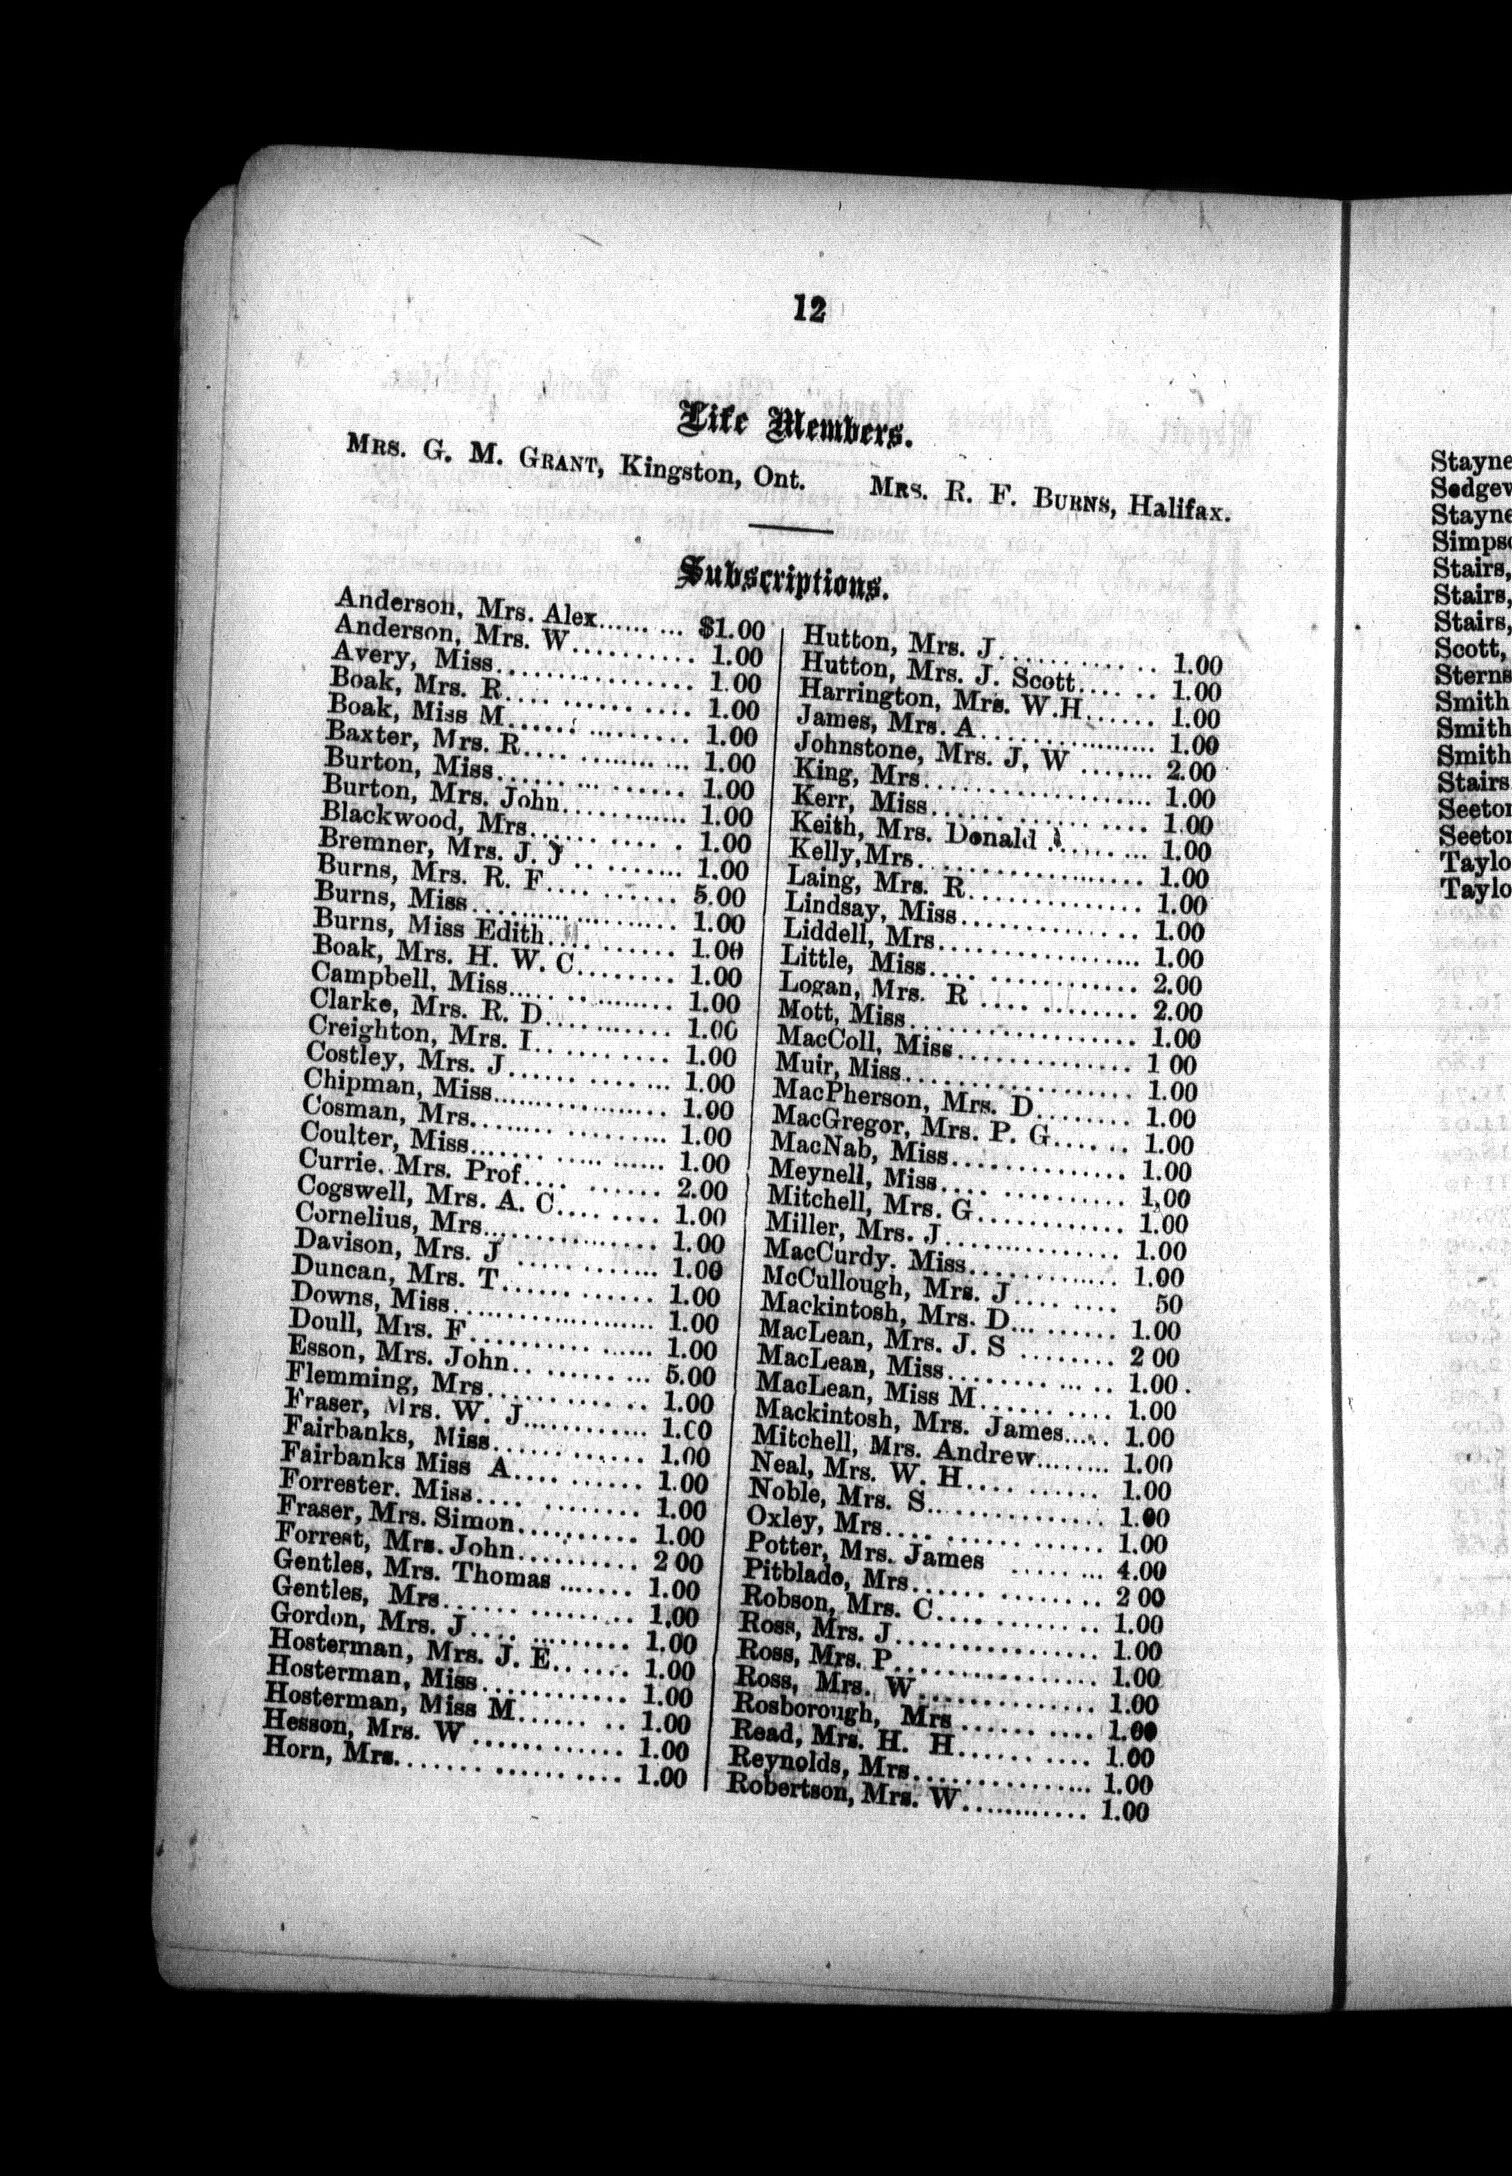 12
Life Members.
MRS. G. M. GRANT, Kingston, Ont. MRS. R. F. BURNS, Halifax.
Subscriptions.
Anderson, Mrs. Alex........ $1.00
Anderson, Mrs. W.......... 1.00
Avery, Miss............... 1.00
Boak, Mrs. R.............. 1.00
Boak, Miss M.............. 1.00
Baxter, Mrs. R............ 1.00
Burton, Miss.............. 1.00
Burton, Mrs. John......... 1.00
Blackwood, Mrs............ 1.00
Bremner, Mrs. J. J........ 1.00
Burns, Mrs. R. F.......... 5.00
Burns, Miss............... 1.00
Burns, Miss Edith......... 1.00
Boak, Mrs. H. W. C........ 1.00
Campbell, Miss............ 1.00
Clarke, Mrs. R. D......... 1.00
Creighton, Mrs. I......... 1.00
Costley, Mrs. J........... 1.00
Chipman, Miss............. 1.00
Cosman, Mrs............... 1.00
Coulter, Miss............. 1.00
Currie. Mrs. Prof......... 2.00
Cogswell, Mrs. A. C....... 1.00
Cornelius, Mrs............ 1.00
Davison, Mrs. J........... 1.00
Duncan, Mrs. T............ 1.00
Downs, Miss............... 1.00
Doull, Mrs. F............. 1.00
Esson, Mrs. John.......... 5.00
Flemming, Mrs............. 1.00
Fraser, Mrs. W. J......... 1.00
Fairbanks, Miss........... 1.00
Fairbanks Miss A.......... 1.00
Forrester. Miss........... 1.00
Fraser, Mrs. Simon........ 1.00
Forrest, Mrs. John........ 2 00
Gentles, Mrs. Thomas...... 1.00
Gentles, Mrs.............. 1.00
Gordon, Mrs. J............ 1.00
Hosterman, Mrs. J. E...... 1.00
Hosterman, Miss........... 1.00
Hosterman, Miss M......... 1.00
Hesson, Mrs. W............ 1.00
Horn, Mrs................. 1.00
Hutton, Mrs. J............ 1.00
Hutton, Mrs. J. Scott..... 1.00
Harrington, Mrs. W.H...... 1.00
James, Mrs. A............. 1.00
Johnstone, Mrs. J, W...... 2.00
King, Mrs................. 1.00
Kerr, Miss................ 1.00
Keith, Mrs. Donald........ 1.00
Kelly,Mrs................. 1.00
Laing, Mrs. R............. 1.00
Lindsay, Miss............. 1.00
Liddell, Mrs.............. 1.00
Little, Miss.............. 2.00
Logan, Mrs. R............. 2.00
Mott, Miss................ 1.00
MacColl, Miss............. 1 00
Muir, Miss................ 1.00
MacPherson, Mrs. D........ 1.00
MacGregor, Mrs. P. G...... 1.00
MacNab, Miss.............. 1.00
Meynell, Miss............. 1,00
Mitchell, Mrs. G.......... 1.00
Miller, Mrs. J............ 1.00
MacCurdy. Miss............ 1.00
McCullough, Mrs. J........ 50
Mackintosh, Mrs. D........ 1.00
MacLean, Mrs. J. S........ 2 00
MacLean, Miss............. 1.00
MacLean, Miss M........... 1.00
Mackintosh, Mrs. James.... 1.00
Mitchell, Mrs. Andrew..... 1.00
Neal, Mrs. W. H........... 1.00
Noble, Mrs. S............. 1.00
Oxley, Mrs................ 1.00
Potter, Mrs. James ....... 4.00
Pitblado, Mrs............. 2 00
Robson, Mrs. C............ 1.00
Ross, Mrs. J.............. 1.00
Ross, Mrs. P.............. 1.00
Ross, Mrs. W.............. 1.00
Rosborough, Mrs........... 1.00
Read, Mrs. H. H........... 1.00
Reynolds, Mrs............. 1.00
Robertson, Mrs. W......... 1.00
Stayne
Sedgew
Stayne
Simpso
Stairs,
Stairs,
Stairs,
Scott,
Sterns
Smith
Smith
Smith
Stairs
Seeton
Seeton
Taylo
Taylo